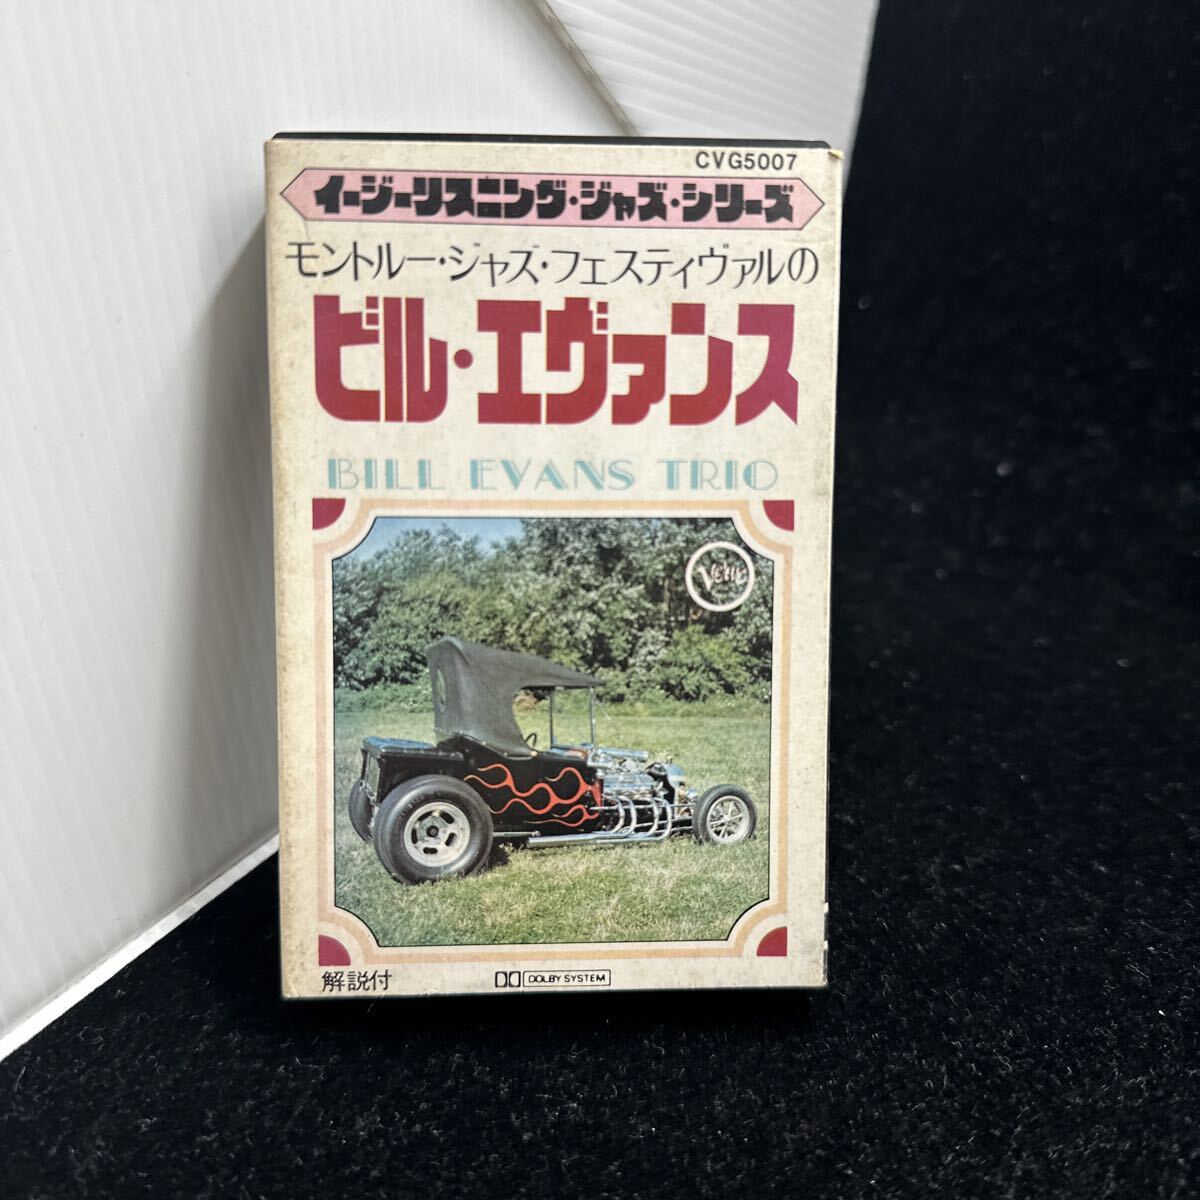 CVG5007
イージーリスニング・ジャズ・シリーズ
モントルー・ジャズ・フェスティヴァルの
ビル・エヴァンス
BILL EVANS TRIO
Verve
解説付
DOLBY SYSTEM